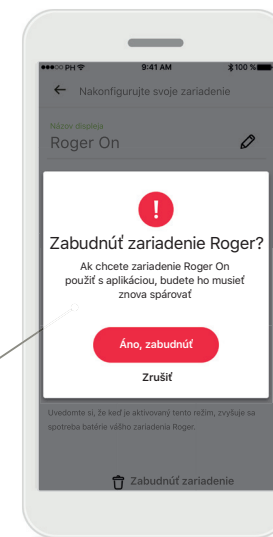 PH 9:41 AM 100 %
Nakonfigurujte svoje zariadenie
Názov displeja
Roger On
Zabudnúť zariadenie Roger?
Ak chcete zariadenie Roger On
použiť s aplikáciou, budete ho musieť
znova spárovať
Áno, zabudnúť
Zrušiť
Uvedomte si, že keď je aktivovaný tento režim, zvyšuje sa
spotreba batérie vášho zariadenia Roger.
Zabudnúť zariadenie